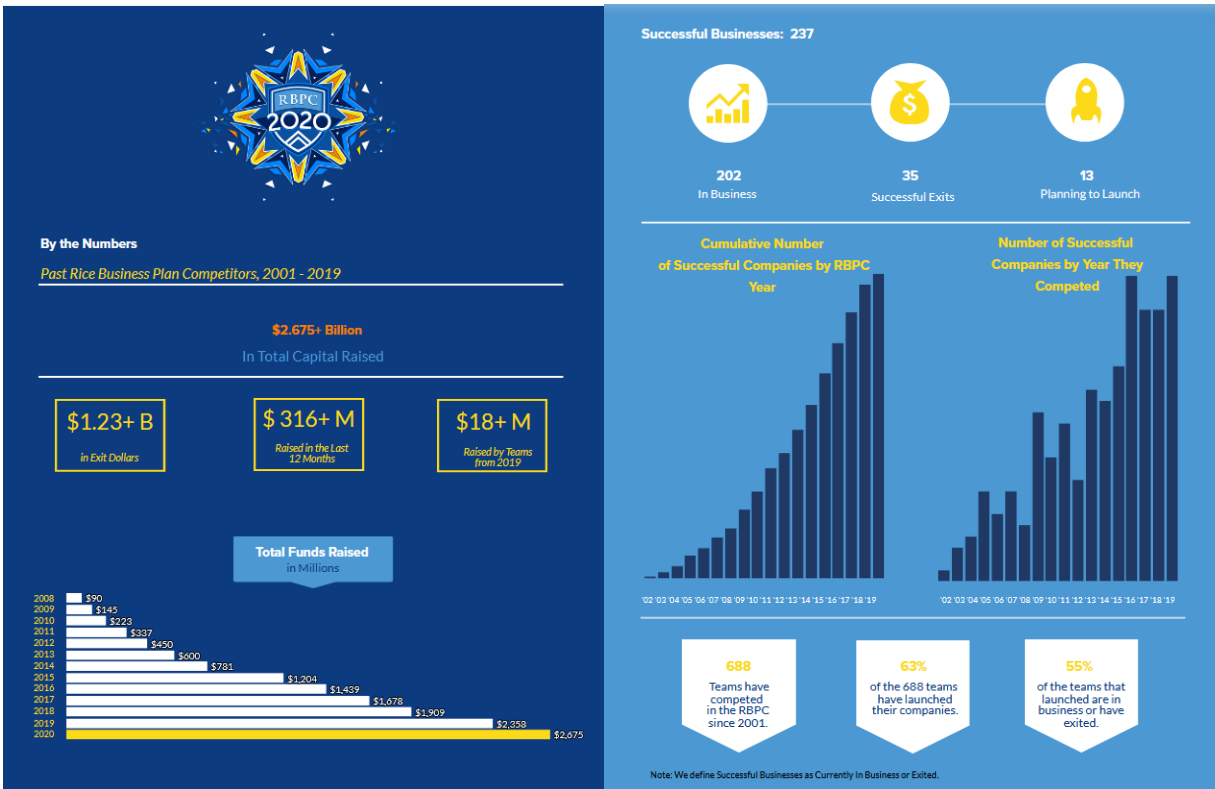 RBPC
2020
By the Numbers
Past Rice Business Plan Competitors, 2001 - 2019
$2.675+ Billion
In Total Capital Raised
$1.23+ B
in Exit Dollars
$ 316+ M
Raised in the Last
12 Months
$18+ M
Raised by Teams
from 2019
Total Funds Raised
in Millions
2008 $90
2009 $145
2010 $223
2011 $337
2012 $450
2013 $600
2014 $781
2015 $1,204
2016 $1,439
2017 $1,678
2018 $1,909
2019 $2,358
2020 $2,675
Successful Businesses: 237
$
202
In Business
35
Successful Exits
13
Planning to Launch
Cumulative Number
of Successful Companies by RBPC
Year
'02 '03 '04 '05 '06 '07 '08 '09 '10 '11 '12 '13 '14 '15 '16 '17 '18 '19
Number of Successful
Companies by Year They
Competed
'02 '03 '04 '05 '06 '07 '08 '09 '10 '11 '12 '13 '14 '15 '16 '17 '18 '19
688
Teams have
competed
in the RBPC
since 2001.
63%
of the 688 teams
have launched
their companies.
55%
of the teams that
launched are in
business or have
exited.
Note: We define Successful Businesses as Currently In Business or Exited.